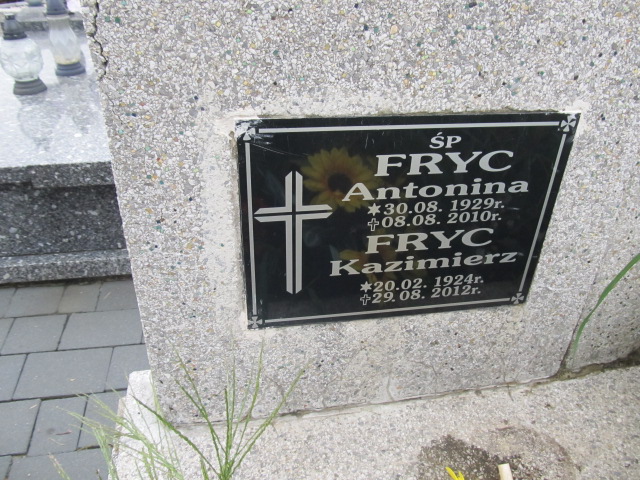 ŚP
FRYC
Antonina
✶30.08. 1929r.
✝08.08. 2010r.
FRYC
Kazimierz
✶20.02. 1924r.
✝29.08. 2012r.